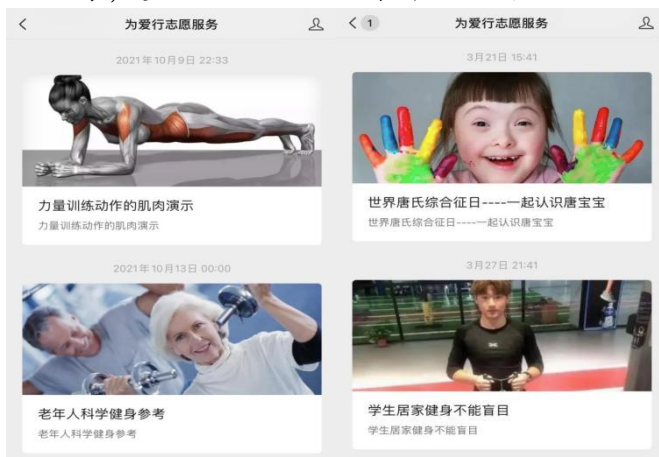 为爱行志愿服务
2021年10月9日 22:33
力量训练动作的肌肉演示
力量训练动作的肌肉演示
2021年10月13日 00:00
老年人科学健身参考
老年人科学健身参考
1
为爱行志愿服务
3月21日 15:41
世界唐氏综合征日----一起认识唐宝宝
世界唐氏综合征日----一起认识唐宝宝
3月27日 21:41
学生居家健身不能盲目
学生居家健身不能盲目